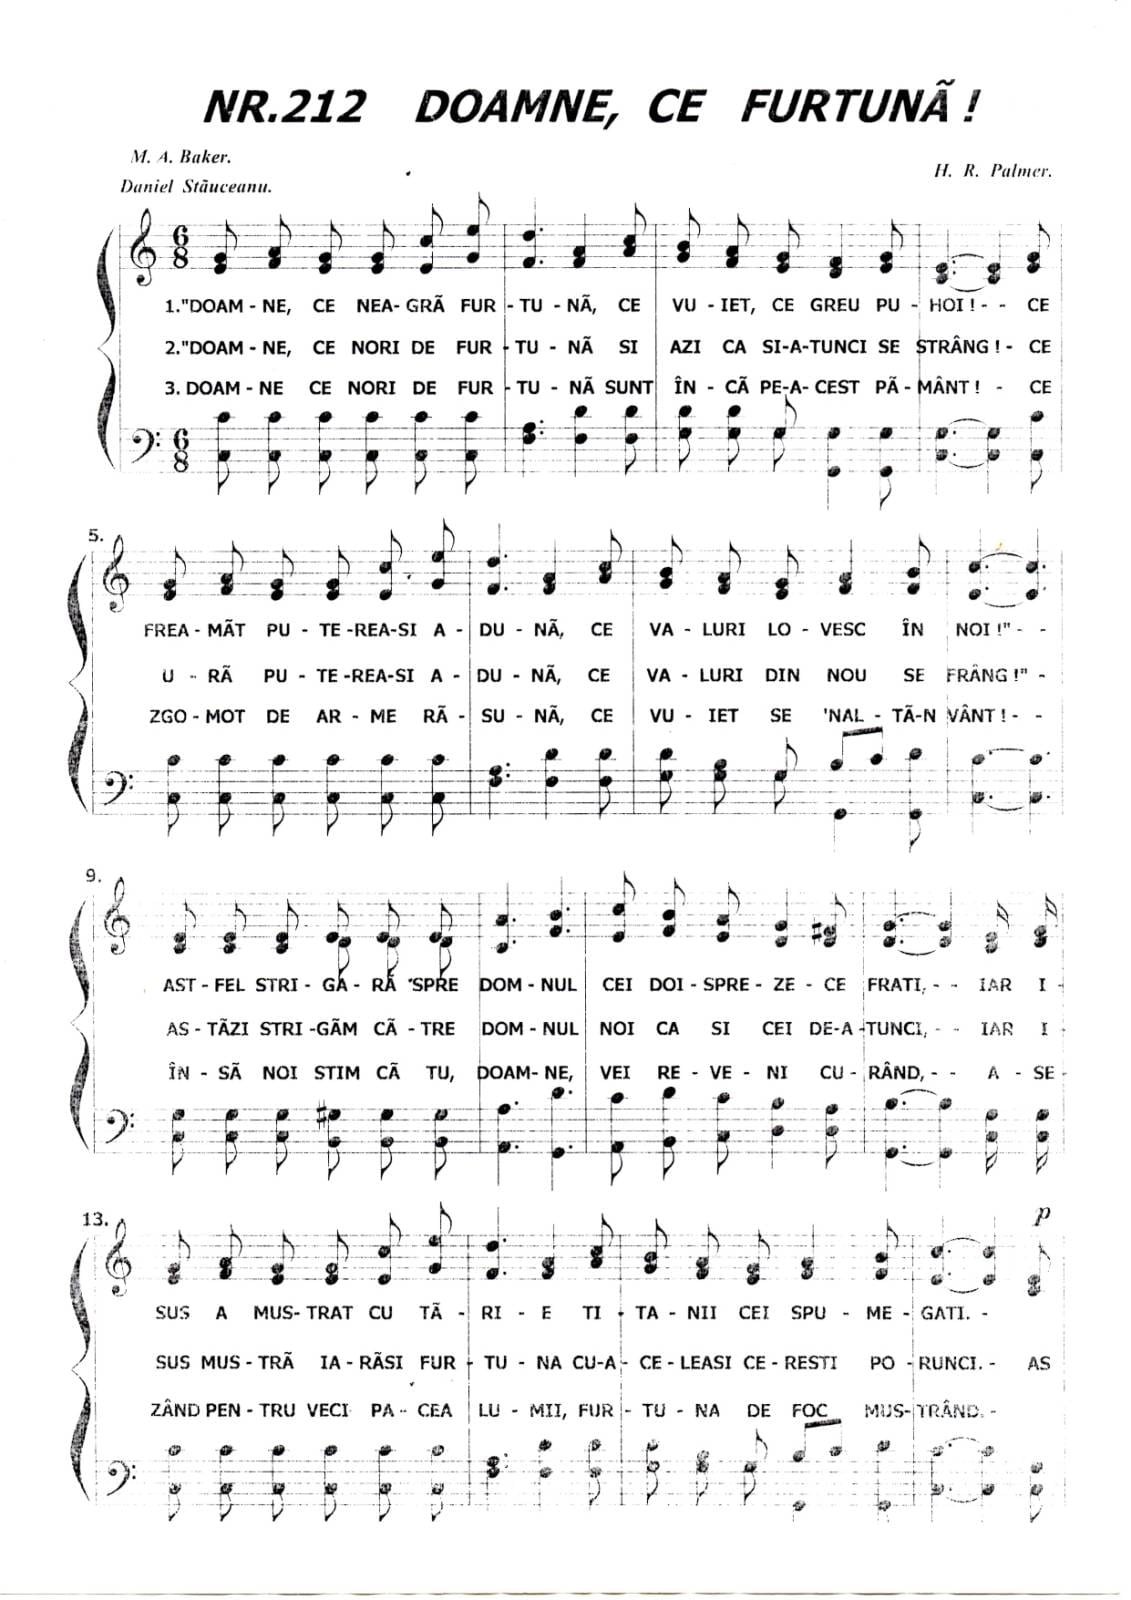 NR.212 DOAMNE, CE FURTUNÃ !
M. A. Baker.
Daniel Stãuceanu.
H. R. Palmer.
6
8
1."DOAM - NE, CE NEA- GRÃ FUR - TU - NÃ, CE VU - IET, CE GREU PU - HOI ! - - CE
2."DOAM - NE, CE NORI DE FUR - TU - NÃ SI AZI CA SI-A-TUNCI SE STRÂNG ! - CE
3. DOAM - NE CE NORI DE FUR - TU - NÃ SUNT ÎN - CÃ PE-A-CEST PÃ - MÂNT ! - CE
6
8
5.
FREA - MÃT PU - TE -REA-SI A - DU - NÃ, CE VA - LURI LO - VESC ÎN NOI !" - -
U - RÃ PU - TE -REA-SI A - DU - NÃ, CE VA - LURI DIN NOU SE FRÂNG !" -
ZGO - MOT DE AR - ME RÃ - SU - NÃ, CE VU - IET SE 'NAL - TÃ-N VÂNT ! - -
9.
AST - FEL STRI - GA - RÃ SPRE DOM - NUL CEI DOI - SPRE - ZE - CE FRATI, - - IAR I -
AS - TÃZI STRI - GÃM CÃ - TRE DOM - NUL NOI CA SI CEI DE-A - TUNCI, - - IAR I -
ÎN - SÃ NOI STIM CÃ TU, DOAM - NE, VEI RE - VE - NI CU - RÂND, - - A - SE -
13.
p
SUS A MUS- TRAT CU TÃ - RI - E TI - TA - NII CEI SPU - ME - GATI. -
SUS MUS - TRÃ IA - RÃSI FUR - TU - NA CU-A - CE - LEASI CE - RESTI PO - RUNCI. - AS
ZÂND PEN - TRU VECI PA - CEA LU - MII, FUR - TU - NA DE FOC MUS- TRÂND. -